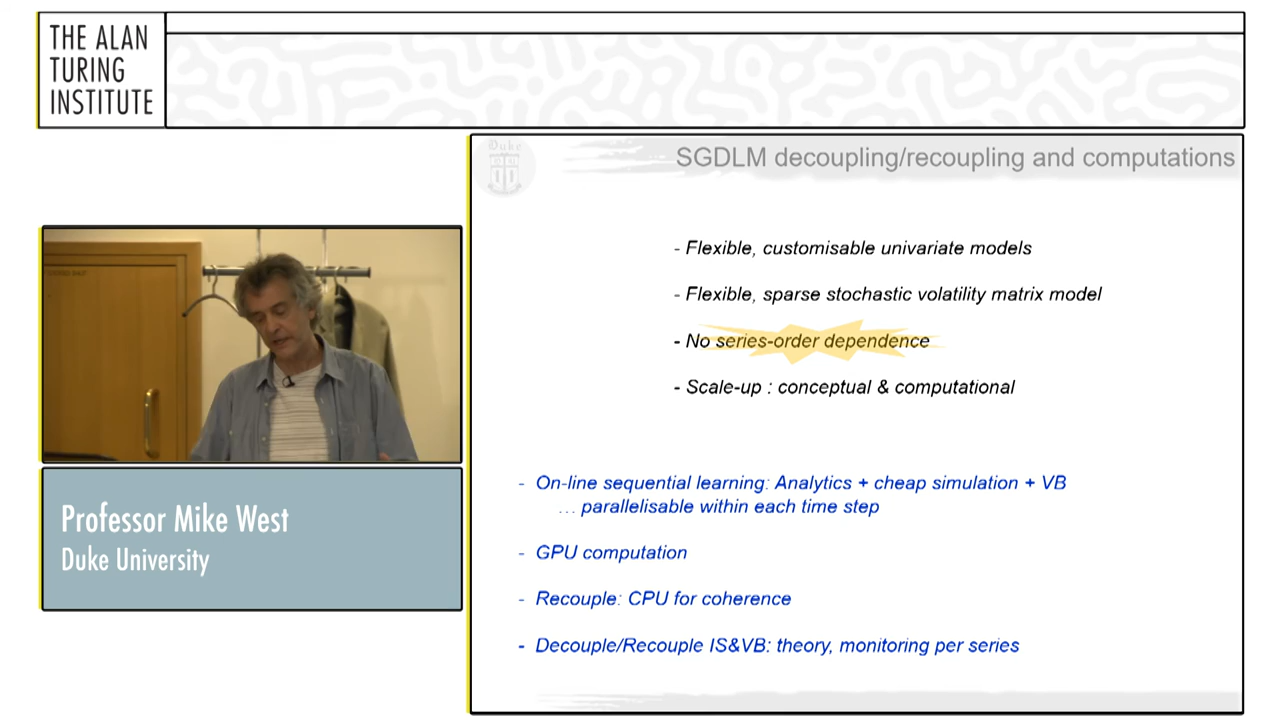 THE ALAN
TURING
INSTITUTE
Duke
SGDLM decoupling/recoupling and computations
- Flexible, customisable univariate models
- Flexible, sparse stochastic volatility matrix model
- No series-order dependence
- Scale-up : conceptual & computational
- On-line sequential learning: Analytics + cheap simulation + VB
... parallelisable within each time step
- GPU computation
- Recouple: CPU for coherence
- Decouple/Recouple IS&VB: theory, monitoring per series
Professor Mike West
Duke University